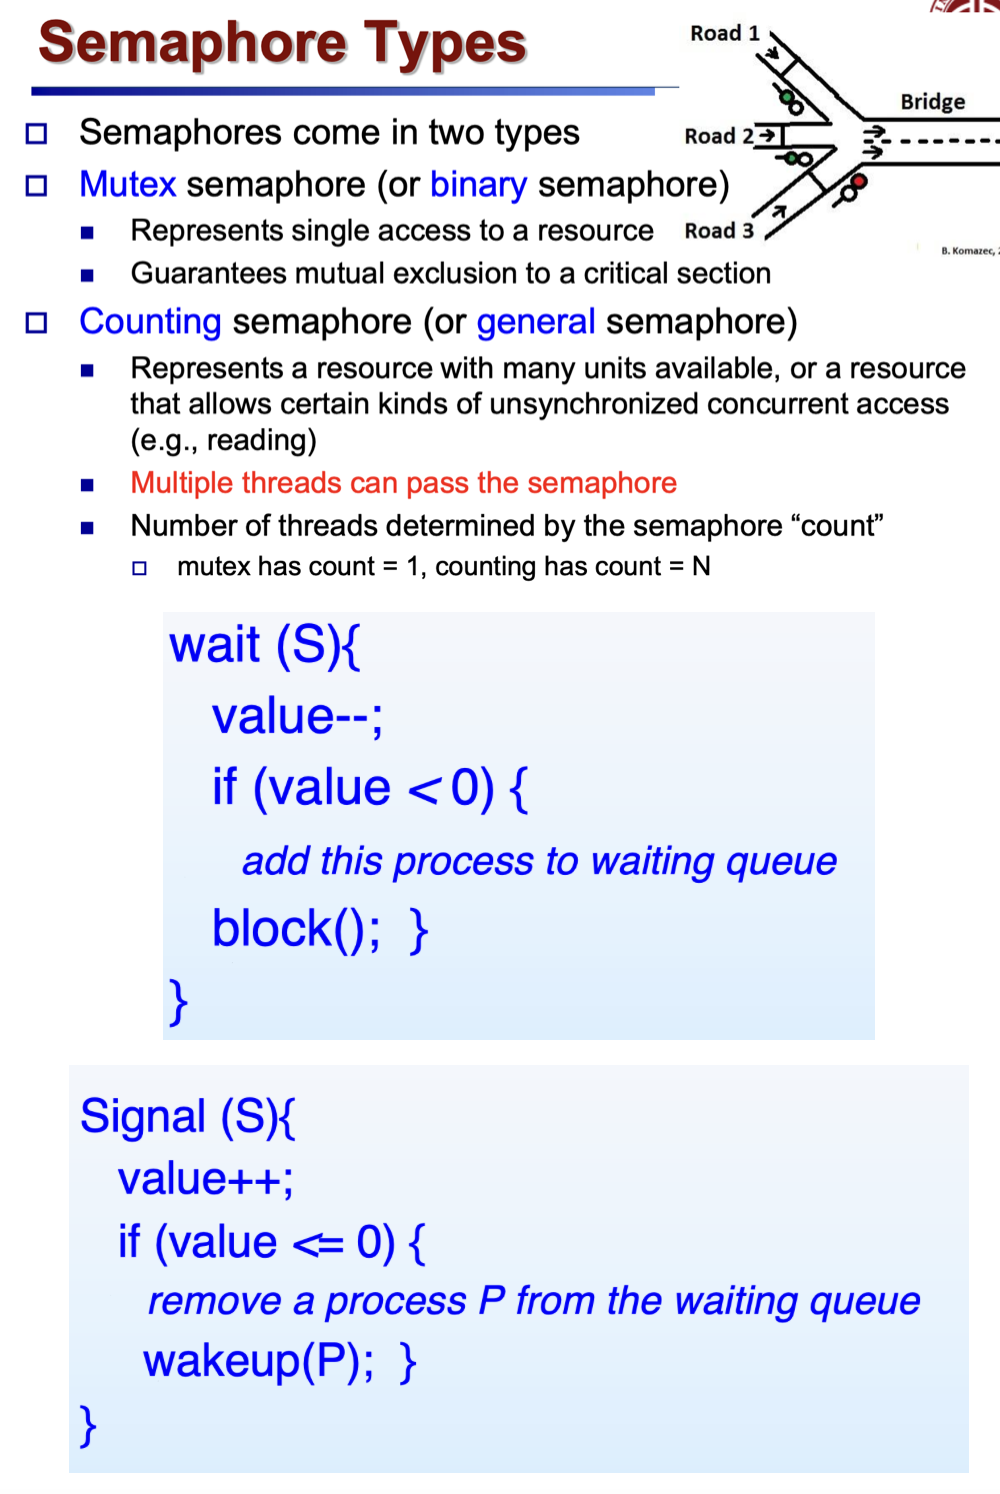 Semaphore Types
Road 1
Bridge
Road 2
Road 3
B. Komazec,
Semaphores come in two types
Mutex semaphore (or binary semaphore)
Represents single access to a resource
Guarantees mutual exclusion to a critical section
Counting semaphore (or general semaphore)
Represents a resource with many units available, or a resource
that allows certain kinds of unsynchronized concurrent access
(e.g., reading)
Multiple threads can pass the semaphore
Number of threads determined by the semaphore “count”
mutex has count = 1, counting has count = N
wait (S){
value--;
if (value < 0) {
add this process to waiting queue
block(); }
}
Signal (S){
value++;
if (value <= 0) {
remove a process P from the waiting queue
wakeup(P); }
}